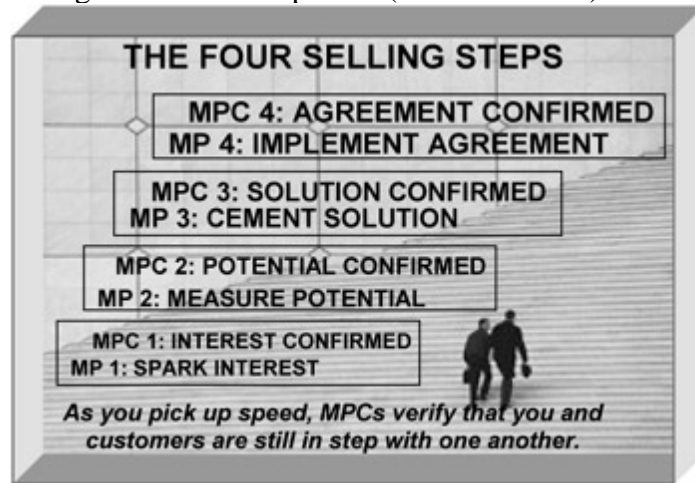 THE FOUR SELLING STEPS
MPC 4: AGREEMENT CONFIRMED
MP 4: IMPLEMENT AGREEMENT
MPC 3: SOLUTION CONFIRMED
MP 3: CEMENT SOLUTION
MPC 2: POTENTIAL CONFIRMED
MP 2: MEASURE POTENTIAL
MPC 1: INTEREST CONFIRMED
MP 1: SPARK INTEREST
As you pick up speed, MPCs verify that you and
customers are still in step with one another.